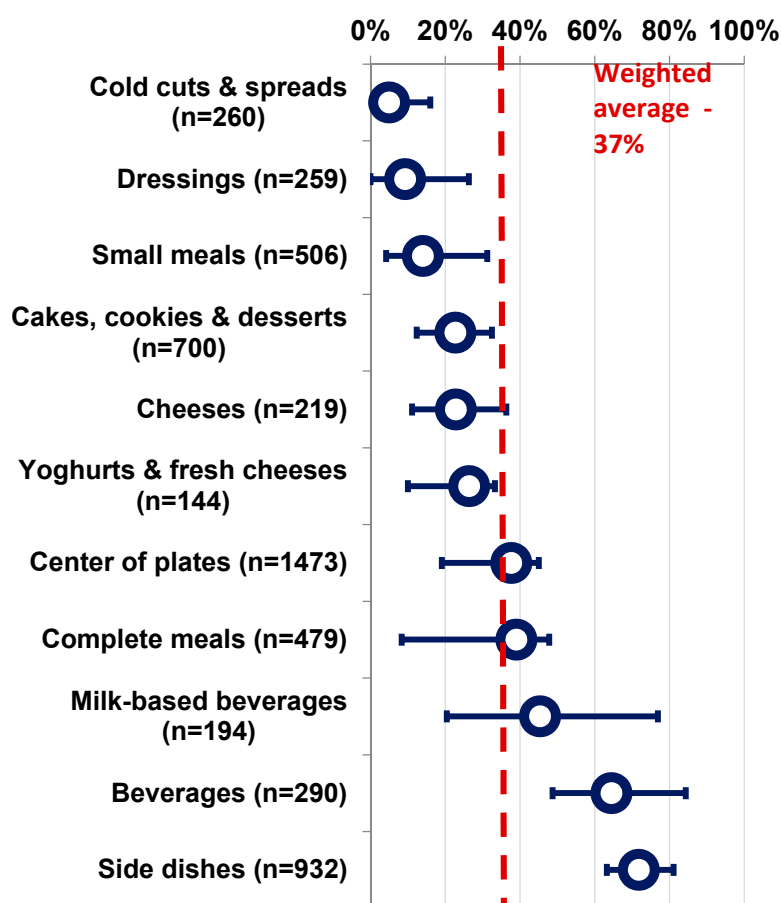 0% 20% 40% 60% 80% 100%
Weighted
average -
37%
Cold cuts & spreads
(n=260)
Dressings (n=259)
Small meals (n=506)
Cakes, cookies & desserts
(n=700)
Cheeses (n=219)
Yoghurts & fresh cheeses
(n=144)
Center of plates (n=1473)
Complete meals (n=479)
Milk-based beverages
(n=194)
Beverages (n=290)
Side dishes (n=932)